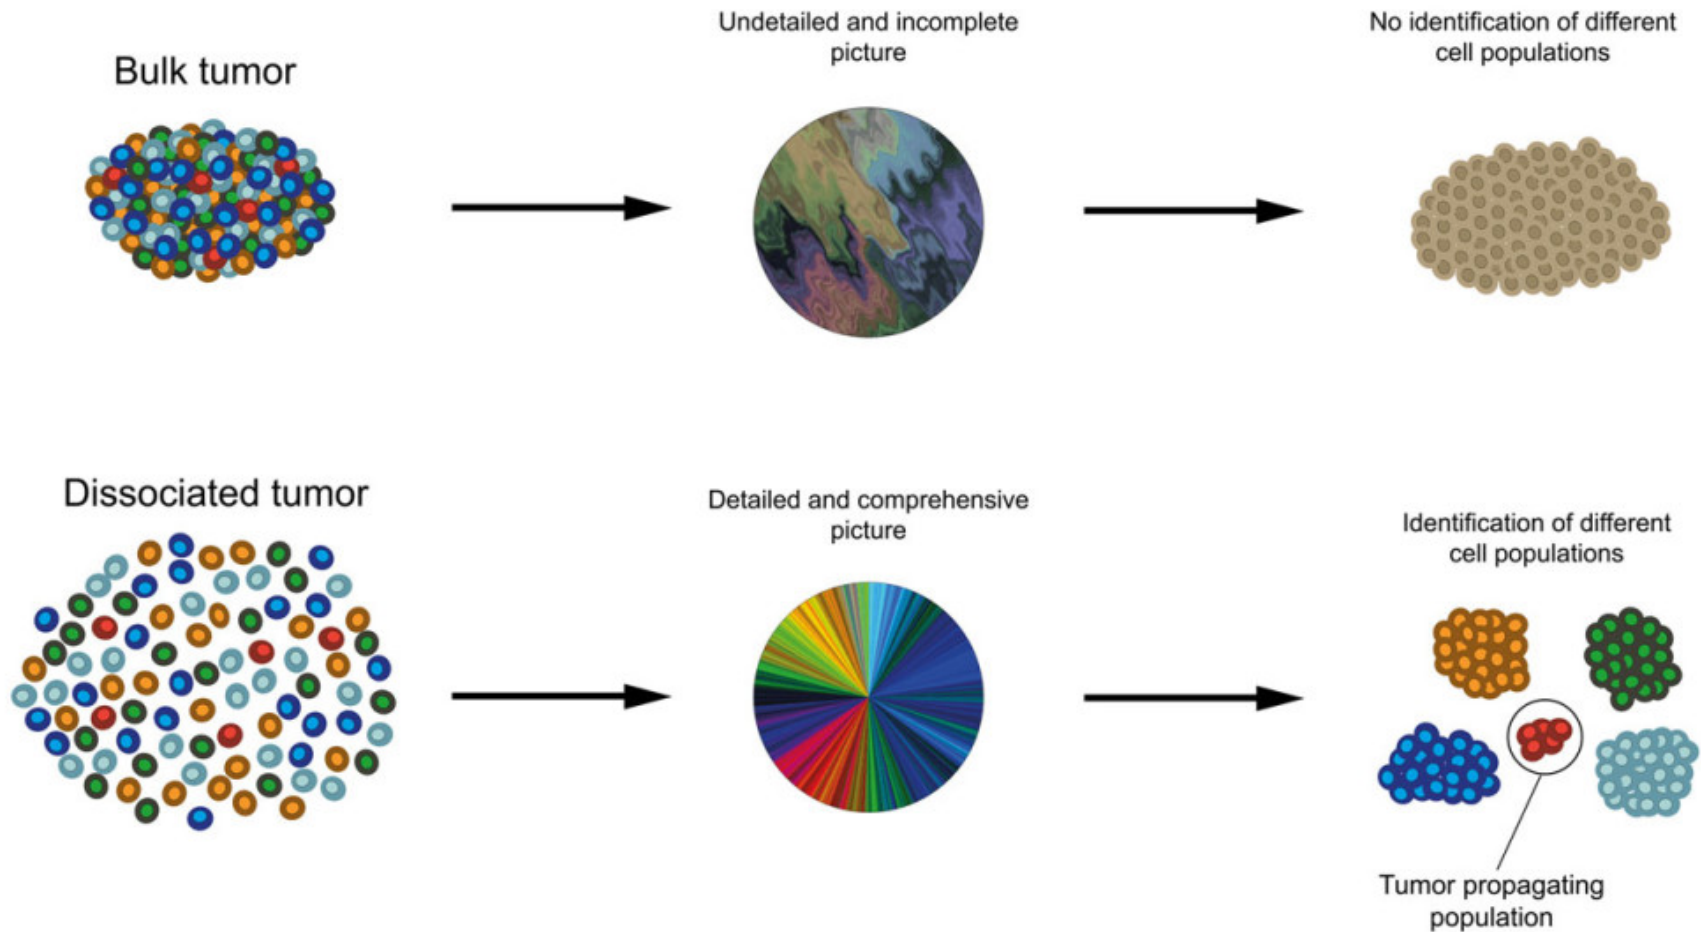 Bulk tumor
Undetailed and incomplete
picture
No identification of different
cell populations
Dissociated tumor
Detailed and comprehensive
picture
Identification of different
cell populations
Tumor propagating
population